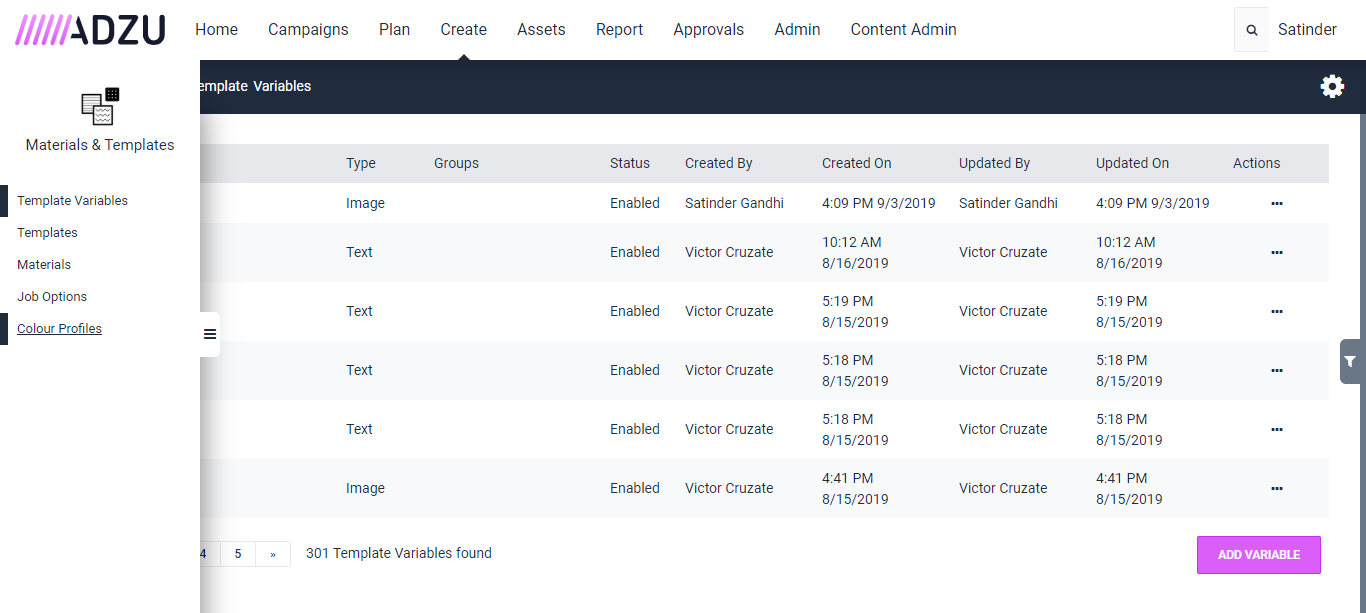 ADZU Home Campaigns Plan Create Assets Report Approvals Admin Content Admin Satinder
Template Variables
Materials & Templates
Template Variables
Templates
Materials
Job Options
Colour Profiles
Type Groups Status Created By Created On Updated By Updated On Actions
Image Enabled Satinder Gandhi 4:09 PM 9/3/2019 Satinder Gandhi 4:09 PM 9/3/2019 ...
Text Enabled Victor Cruzate 10:12 AM 8/16/2019 Victor Cruzate 10:12 AM 8/16/2019 ...
Text Enabled Victor Cruzate 5:19 PM 8/15/2019 Victor Cruzate 5:19 PM 8/15/2019 ...
Text Enabled Victor Cruzate 5:18 PM 8/15/2019 Victor Cruzate 5:18 PM 8/15/2019 ...
Text Enabled Victor Cruzate 5:18 PM 8/15/2019 Victor Cruzate 5:18 PM 8/15/2019 ...
Image Enabled Victor Cruzate 4:41 PM 8/15/2019 Victor Cruzate 4:41 PM 8/15/2019 ...
4 5 » 301 Template Variables found ADD VARIABLE